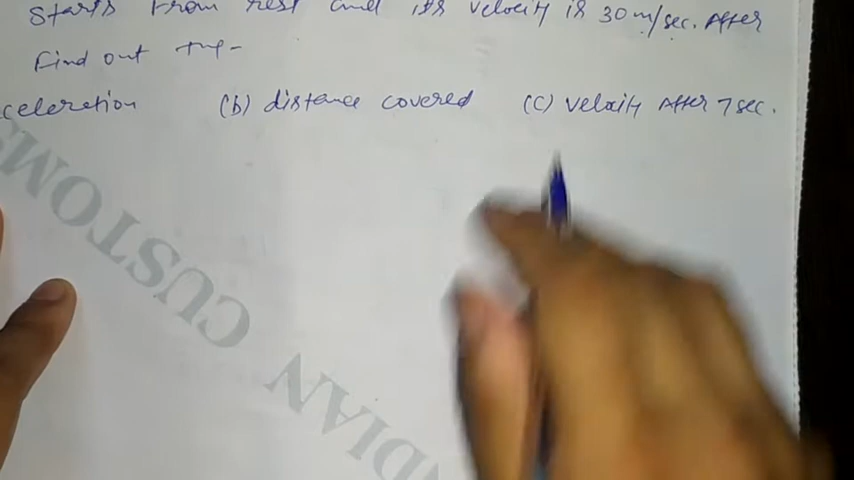 Starts from rest and its velocity is 30 m/sec. After
Find out the-
celeration (b) distance covered (c) velocity After 7 sec.
INDIAN CUSTOMS